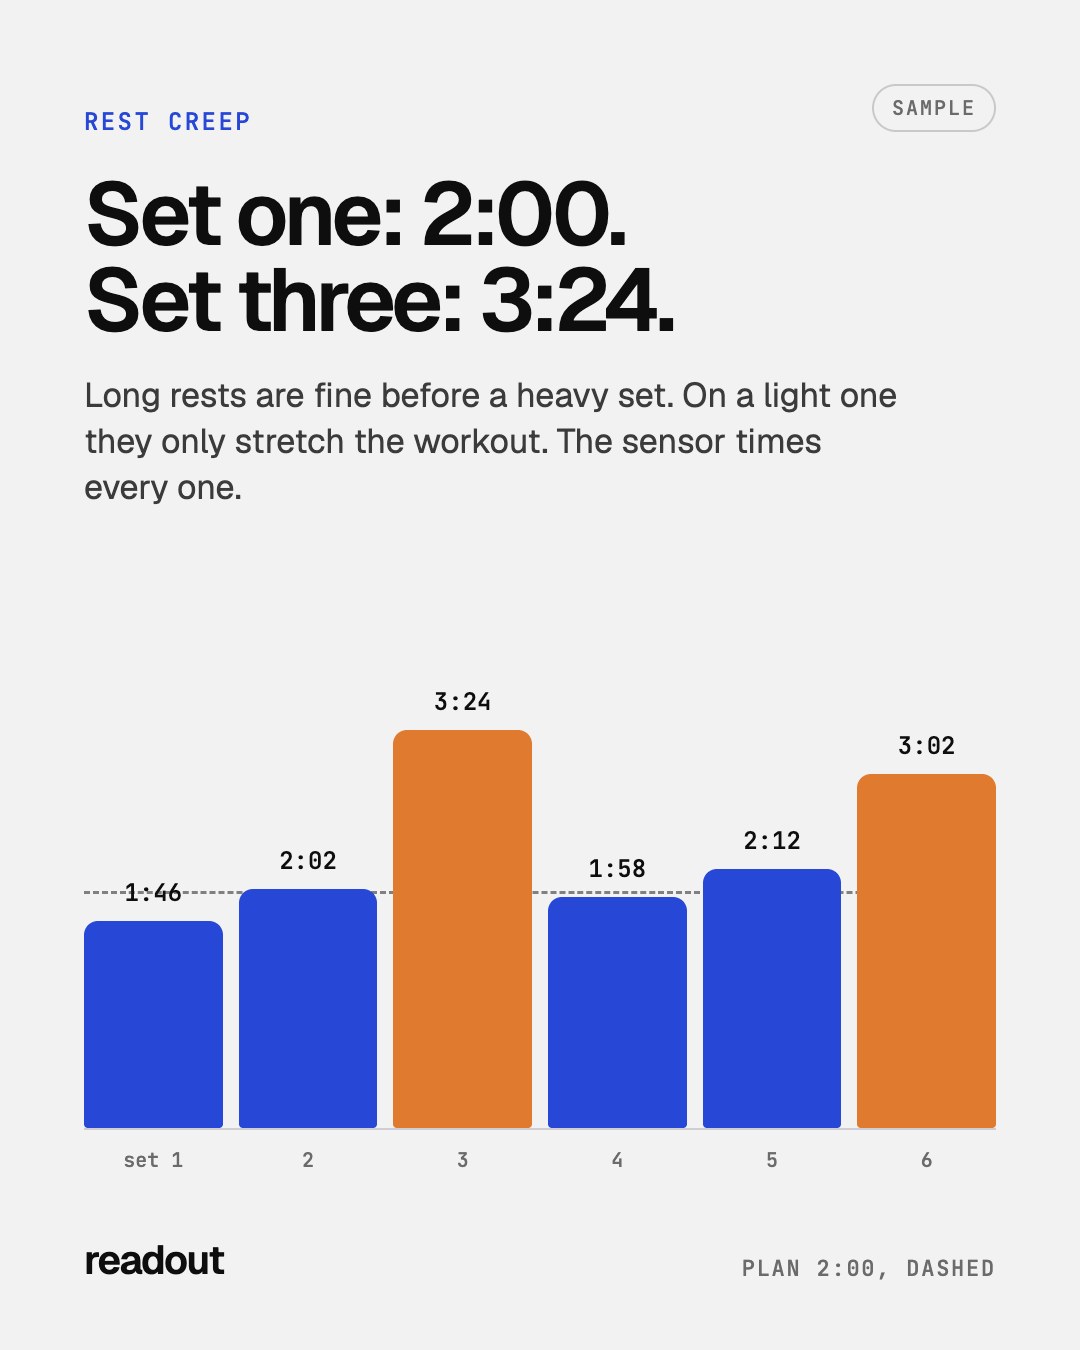 REST CREEP
SAMPLE
Set one: 2:00.
Set three: 3:24.
Long rests are fine before a heavy set. On a light one
they only stretch the workout. The sensor times
every one.
3:24
3:02
2:12
1:58
2:02
1:46
set 1 2 3 4 5 6
readout
PLAN 2:00, DASHED